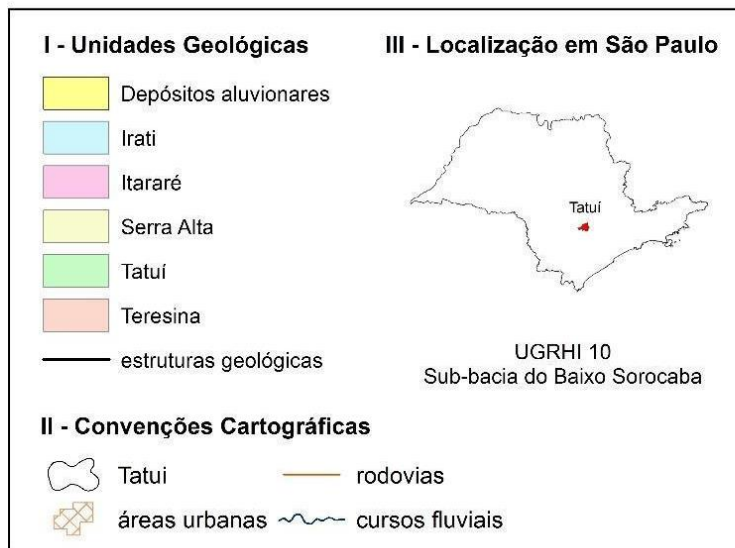 I - Unidades Geológicas
Depósitos aluvionares
Irati
Itararé
Serra Alta
Tatuí
Teresina
estruturas geológicas
III - Localização em São Paulo
Tatuí
UGRHI 10
Sub-bacia do Baixo Sorocaba
II - Convenções Cartográficas
Tatui
rodovias
áreas urbanas
cursos fluviais